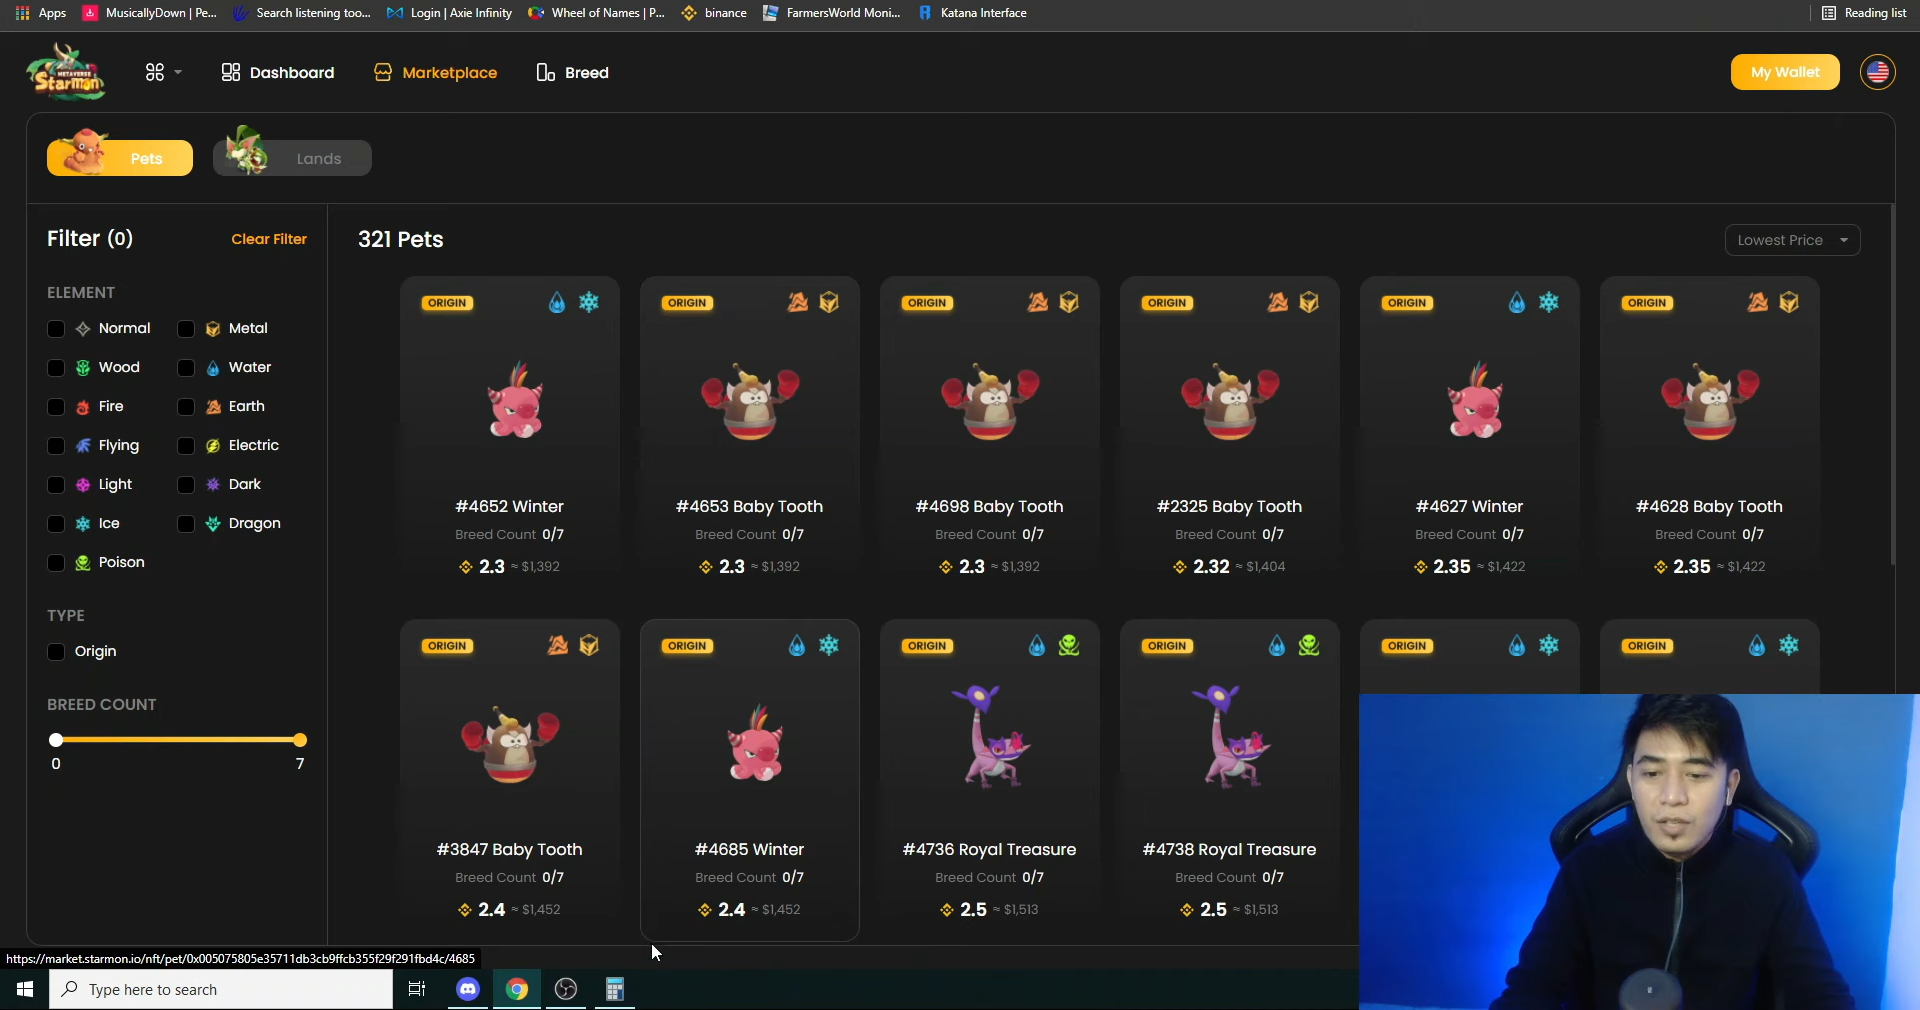 Apps
MusicallyDown | Pe...
Search listening too...
Login | Axie Infinity
Wheel of Names | P...
binance
FarmersWorld Moni...
Katana Interface
Reading list
METAVERSE
Starmon
Dashboard
Marketplace
Breed
My Wallet
Pets
Lands
Filter (0)
Clear Filter
ELEMENT
Normal
Metal
Wood
Water
Fire
Earth
Flying
Electric
Light
Dark
Ice
Dragon
Poison
TYPE
Origin
BREED COUNT
0
7
321 Pets
Lowest Price
ORIGIN
#4652 Winter
Breed Count 0/7
2.3 ≈ $1,392
ORIGIN
#4653 Baby Tooth
Breed Count 0/7
2.3 ≈ $1,392
ORIGIN
#4698 Baby Tooth
Breed Count 0/7
2.3 ≈ $1,392
ORIGIN
#2325 Baby Tooth
Breed Count 0/7
2.32 ≈ $1,404
ORIGIN
#4627 Winter
Breed Count 0/7
2.35 ≈ $1,422
ORIGIN
#4628 Baby Tooth
Breed Count 0/7
2.35 ≈ $1,422
ORIGIN
#3847 Baby Tooth
Breed Count 0/7
2.4 ≈ $1,452
ORIGIN
#4685 Winter
Breed Count 0/7
2.4 ≈ $1,452
ORIGIN
#4736 Royal Treasure
Breed Count 0/7
2.5 ≈ $1,513
ORIGIN
#4738 Royal Treasure
Breed Count 0/7
2.5 ≈ $1,513
ORIGIN
ORIGIN
https://market.starmon.io/nft/pet/0x005075805e35711db3cb9ffcb355f29f291fbd4c/4685
Type here to search